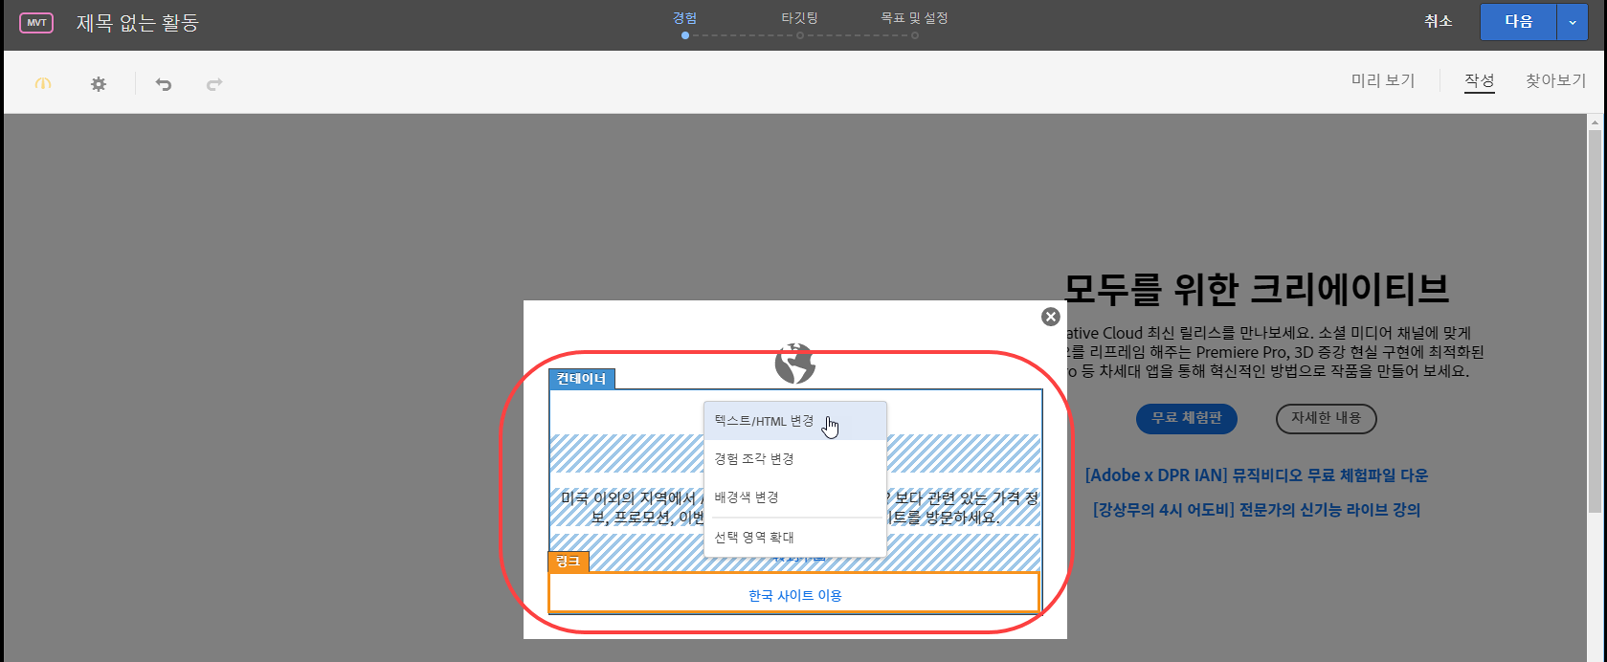 MVT 제목 없는 활동 경험 타깃팅 목표 및 설정 취소 다음
미리 보기 작성 찾아보기
모두를 위한 크리에이티브
ative Cloud 최신 릴리스를 만나보세요. 소셜 미디어 채널에 맞게
를 리프레임 해주는 Premiere Pro, 3D 증강 현실 구현에 최적화된
ro 등 차세대 앱을 통해 혁신적인 방법으로 작품을 만들어 보세요.
무료 체험판 자세한 내용
[Adobe x DPR IAN] 뮤직비디오 무료 체험파일 다운
[강상무의 4시 어도비] 전문가의 신기능 라이브 강의
컨테이너
텍스트/HTML 변경
경험 조각 변경
배경색 변경
선택 영역 확대
미국 이외의 지역에서 보다 관련 있는 가격 정
보, 프로모션, 이벤 트를 방문하세요.
링크
한국 사이트 이용